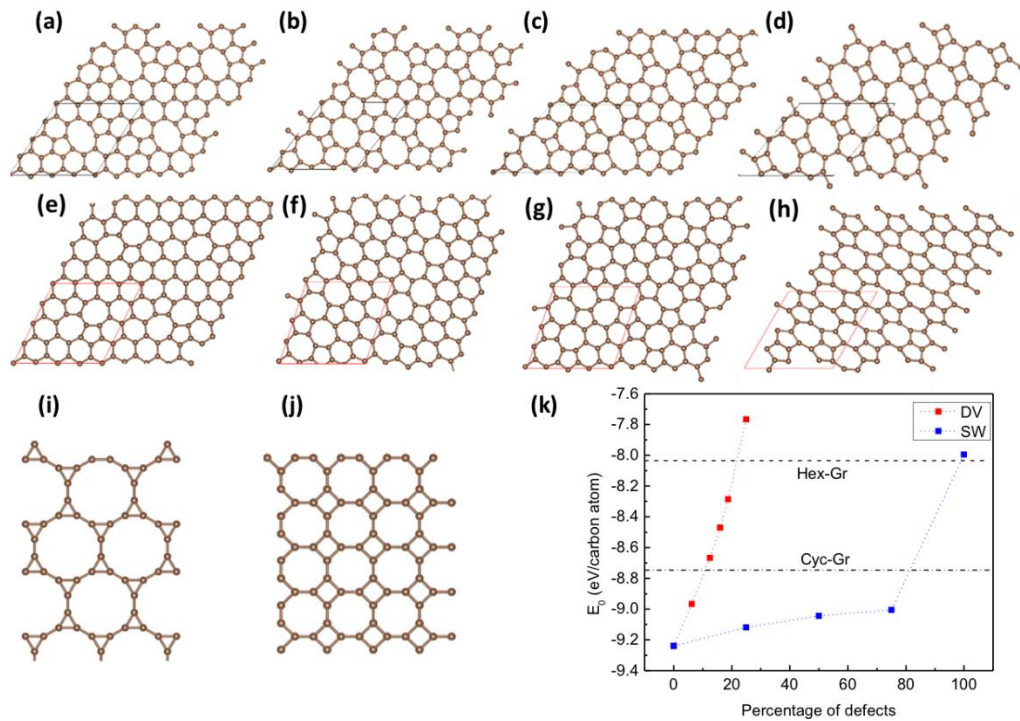 (a)
(b)
(c)
(d)
(e)
(f)
(g)
(h)
(i)
(j)
(k)
-7.6
-7.8
-8.0
-8.2
-8.4
-8.6
-8.8
-9.0
-9.2
-9.4
E0 (eV/carbon atom)
DV
SW
Hex-Gr
Cyc-Gr
0
20
40
60
80
100
Percentage of defects